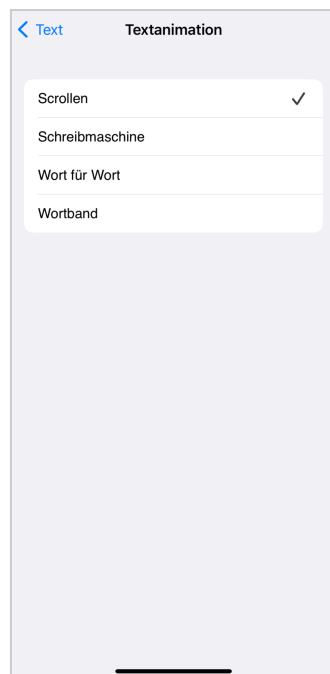 Text Textanimation
Scrollen
Schreibmaschine
Wort für Wort
Wortband